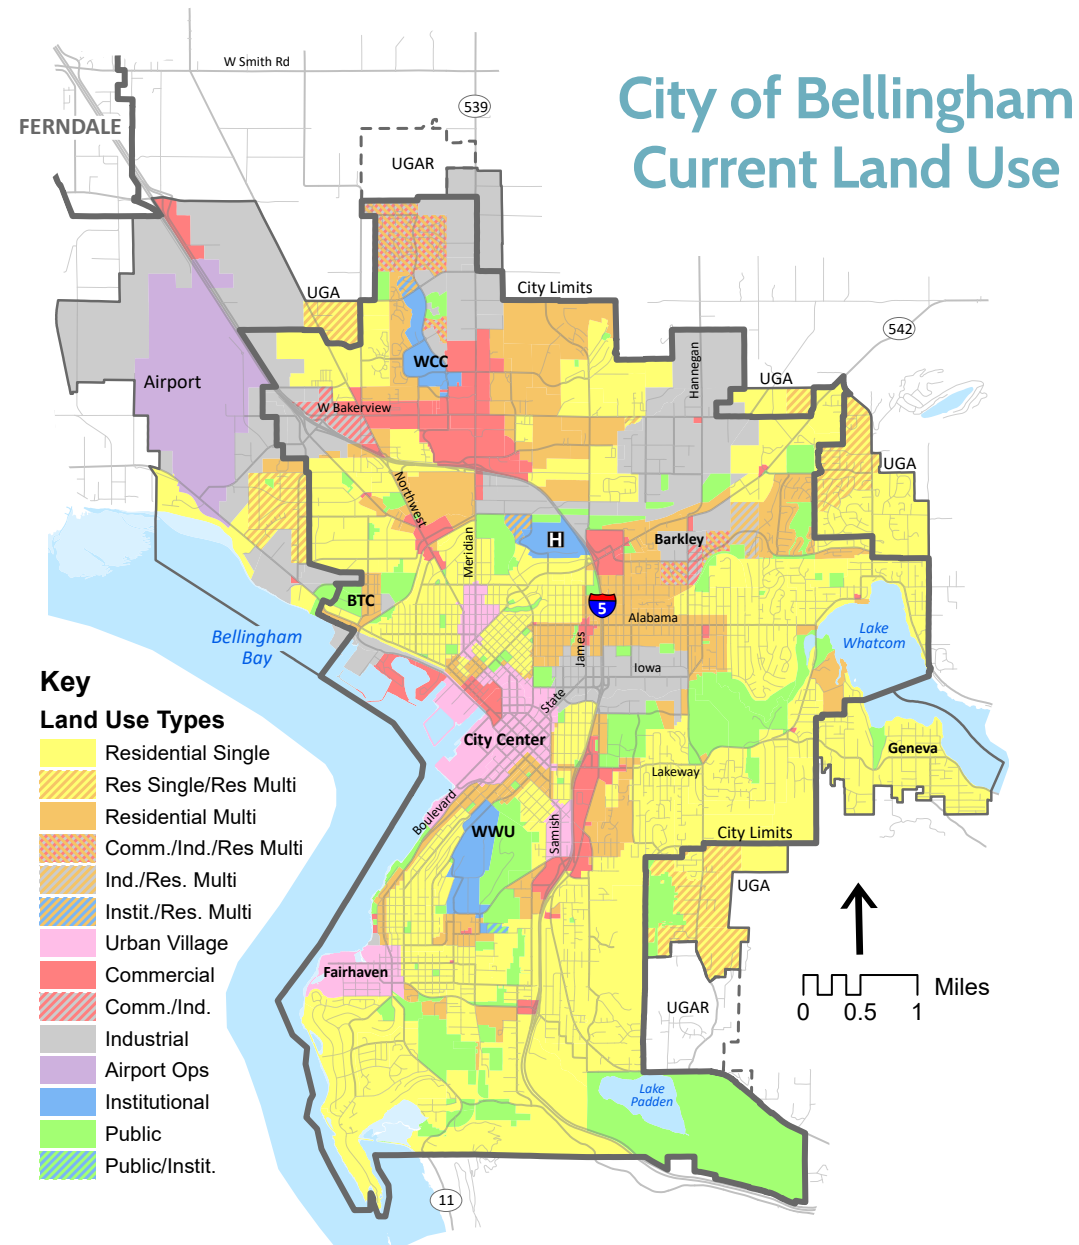 City of Bellingham
Current Land Use
W Smith Rd
539
FERNDALE
UGAR
UGA
City Limits
542
WCC
Hannegan
Airport
UGA
W Bakerview
UGA
Northwest
H
Barkley
Meridian
BTC
5
Alabama
Bellingham
Bay
James
Lake
Whatcom
Iowa
State
City Center
Geneva
Lakeway
Boulevard
WWU
Samish
City Limits
UGA
Fairhaven
UGAR
Miles
0 0.5 1
Lake
Padden
11
Key
Land Use Types
Residential Single
Res Single/Res Multi
Residential Multi
Comm./Ind./Res Multi
Ind./Res. Multi
Instit./Res. Multi
Urban Village
Commercial
Comm./Ind.
Industrial
Airport Ops
Institutional
Public
Public/Instit.